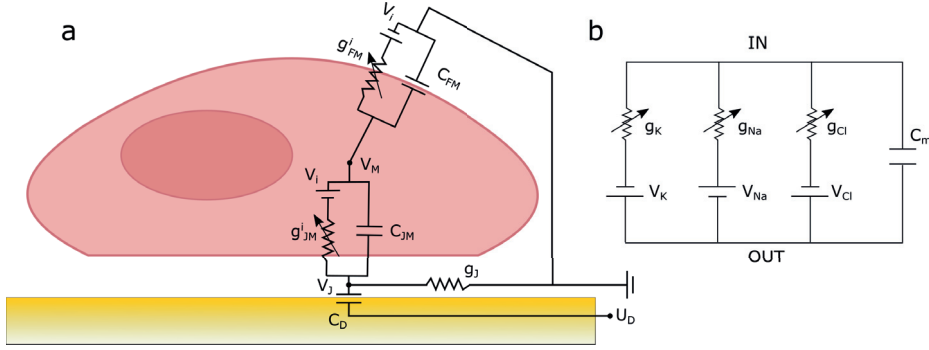 a
V_i
g^i_FM
C_FM
V_M
V_i
g^i_JM
C_JM
V_J
g_J
C_D
U_D
b
IN
g_K
g_Na
g_Cl
C_m
V_K
V_Na
V_Cl
OUT